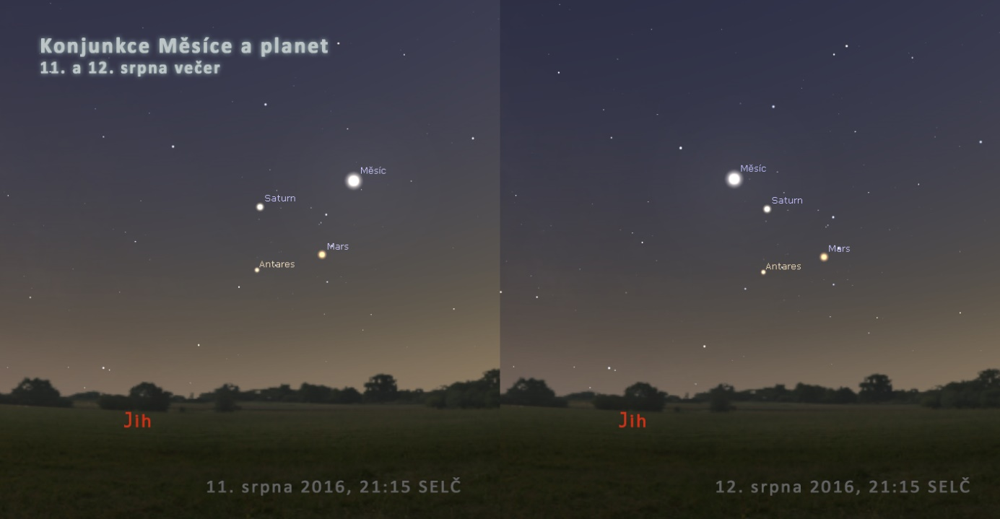 Konjunkce Měsíce a planet
11. a 12. srpna večer
Měsíc
Saturn
Mars
Antares
Jih
11. srpna 2016, 21:15 SELČ
Měsíc
Saturn
Mars
Antares
Jih
12. srpna 2016, 21:15 SELČ